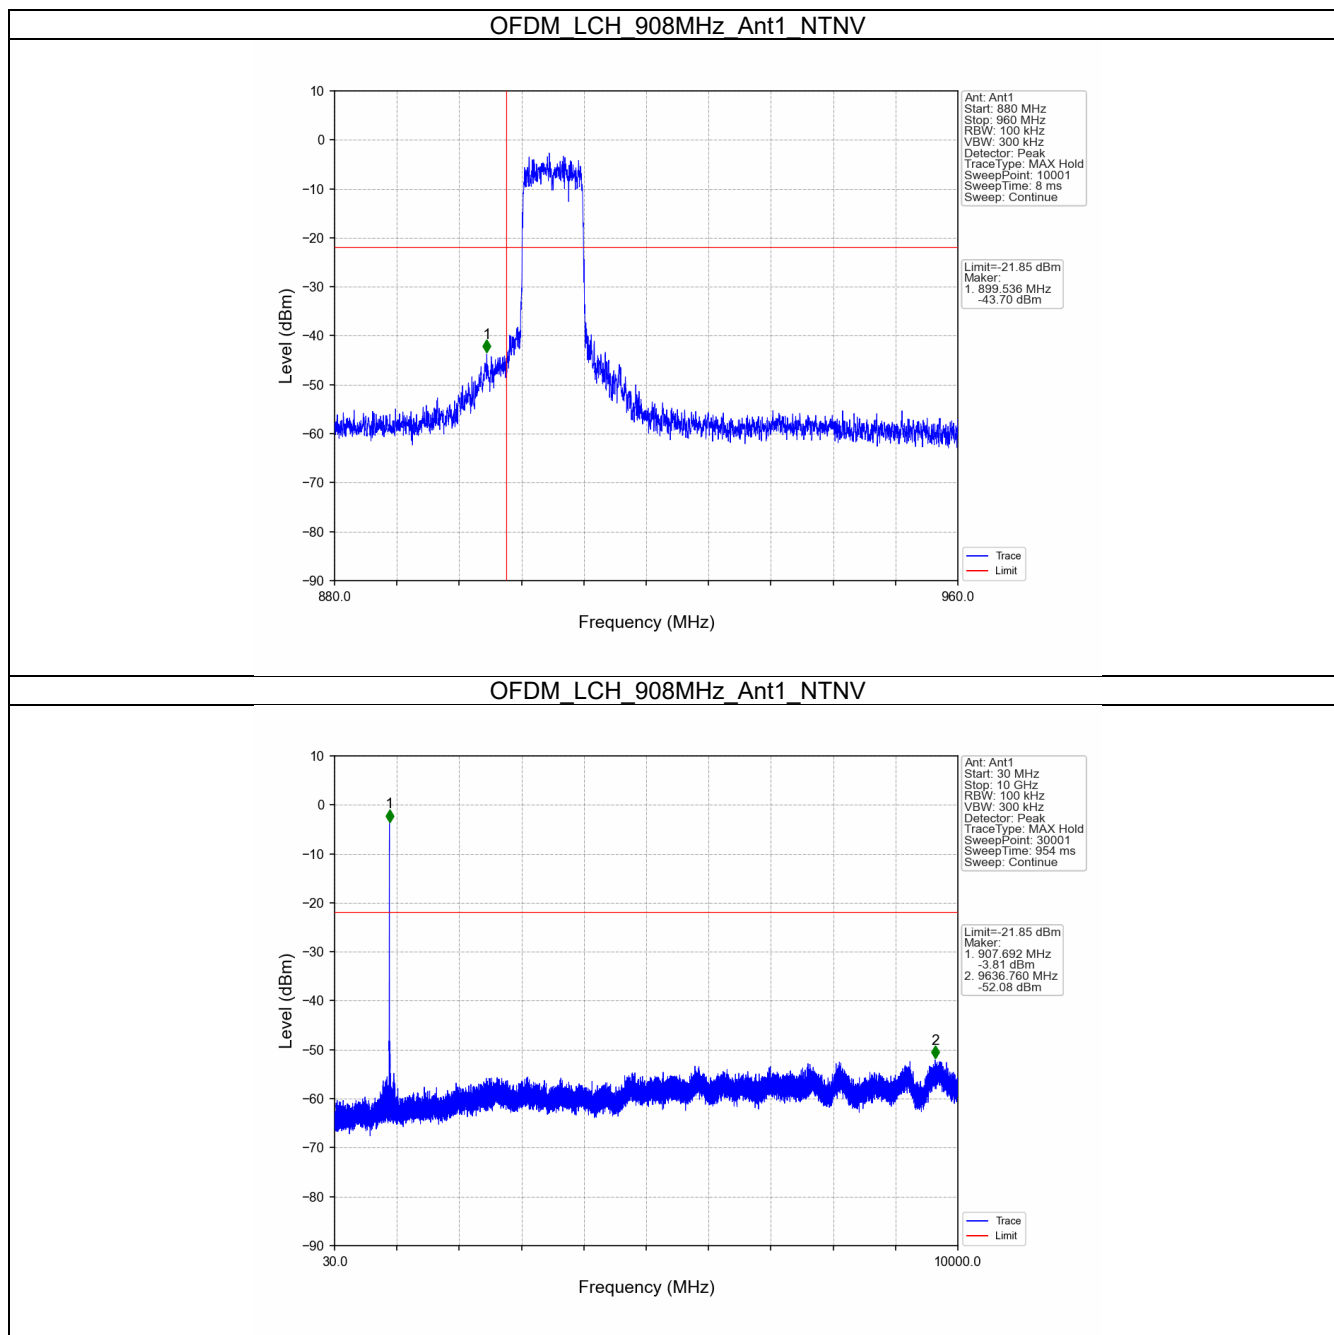 OFDM_LCH_908MHz_Ant1_NTNV
10
0
−10
−20
−30
−40
−50
−60
−70
−80
−90
Level (dBm)
1
880.0
960.0
Frequency (MHz)
Ant: Ant1
Start: 880 MHz
Stop: 960 MHz
RBW: 100 kHz
VBW: 300 kHz
Detector: Peak
TraceType: MAX Hold
SweepPoint: 10001
SweepTime: 8 ms
Sweep: Continue
Limit=-21.85 dBm
Maker:
1. 899.536 MHz
-43.70 dBm
Trace
Limit
OFDM_LCH_908MHz_Ant1_NTNV
10
0
−10
−20
−30
−40
−50
−60
−70
−80
−90
Level (dBm)
1
2
30.0
10000.0
Frequency (MHz)
Ant: Ant1
Start: 30 MHz
Stop: 10 GHz
RBW: 100 kHz
VBW: 300 kHz
Detector: Peak
TraceType: MAX Hold
SweepPoint: 30001
SweepTime: 954 ms
Sweep: Continue
Limit=-21.85 dBm
Maker:
1. 907.692 MHz
-3.81 dBm
2. 9636.760 MHz
-52.08 dBm
Trace
Limit